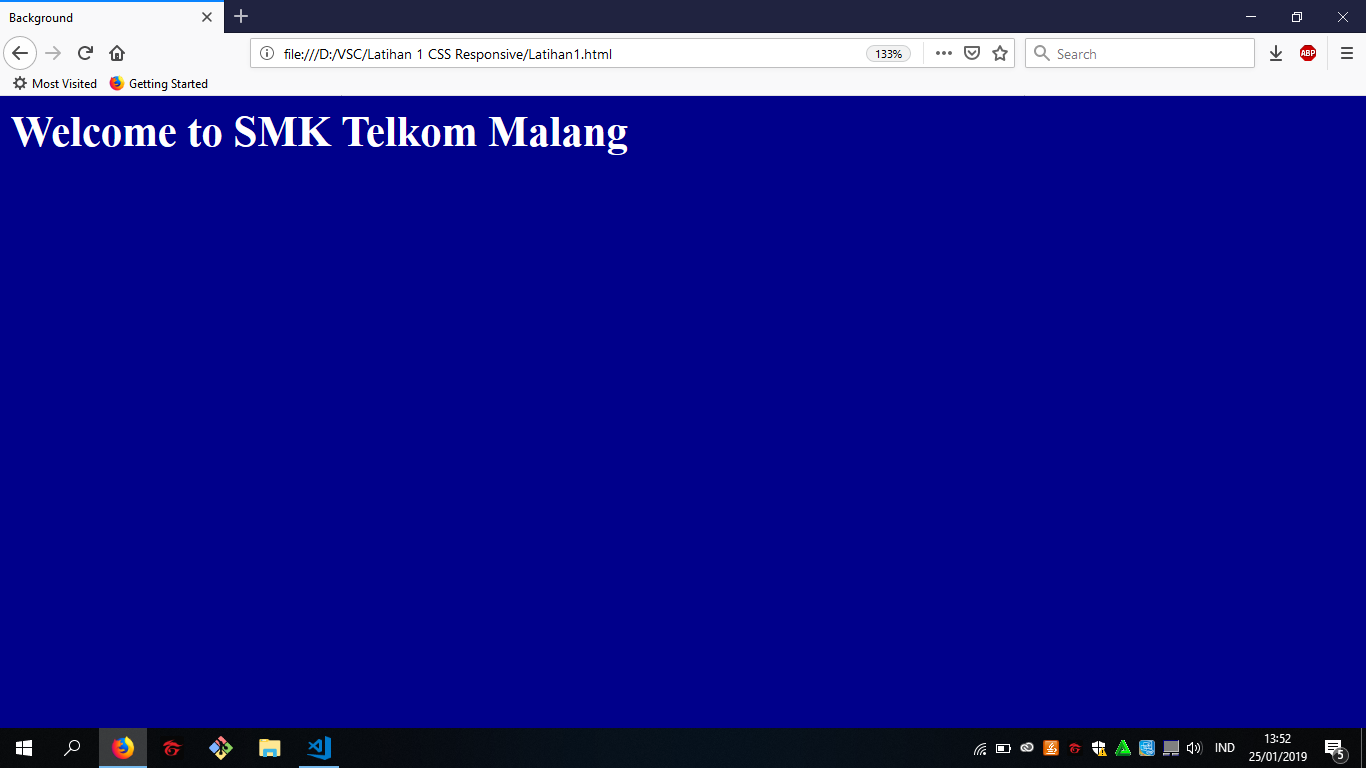 Background
file:///D:/VSC/Latihan 1 CSS Responsive/Latihan1.html
133%
Search
ABP
Most Visited
Getting Started
Welcome to SMK Telkom Malang
IND
13:52
25/01/2019
5